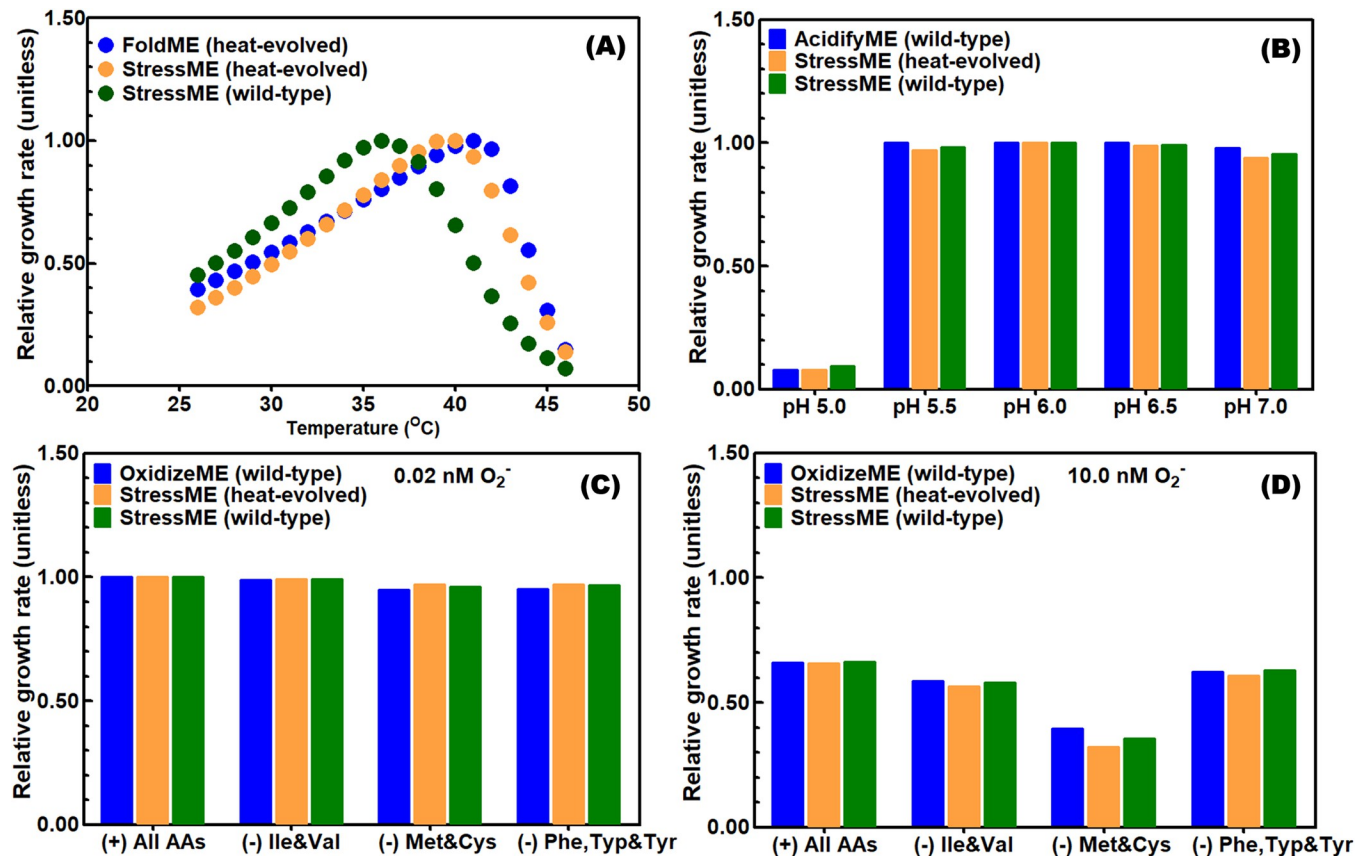 (A)
FoldME (heat-evolved)
StressME (heat-evolved)
StressME (wild-type)
Relative growth rate (unitless)
1.50
1.00
0.50
0.00
20 25 30 35 40 45 50
Temperature (°C)
(B)
AcidifyME (wild-type)
StressME (heat-evolved)
StressME (wild-type)
Relative growth rate (unitless)
1.50
1.00
0.50
0.00
pH 5.0 pH 5.5 pH 6.0 pH 6.5 pH 7.0
(C)
OxidizeME (wild-type)
StressME (heat-evolved)
StressME (wild-type)
0.02 nM O₂⁻
Relative growth rate (unitless)
1.50
1.00
0.50
0.00
(+) All AAs (-) Ile&Val (-) Met&Cys (-) Phe,Typ&Tyr
(D)
OxidizeME (wild-type)
StressME (heat-evolved)
StressME (wild-type)
10.0 nM O₂⁻
Relative growth rate (unitless)
1.50
1.00
0.50
0.00
(+) All AAs (-) Ile&Val (-) Met&Cys (-) Phe,Typ&Tyr